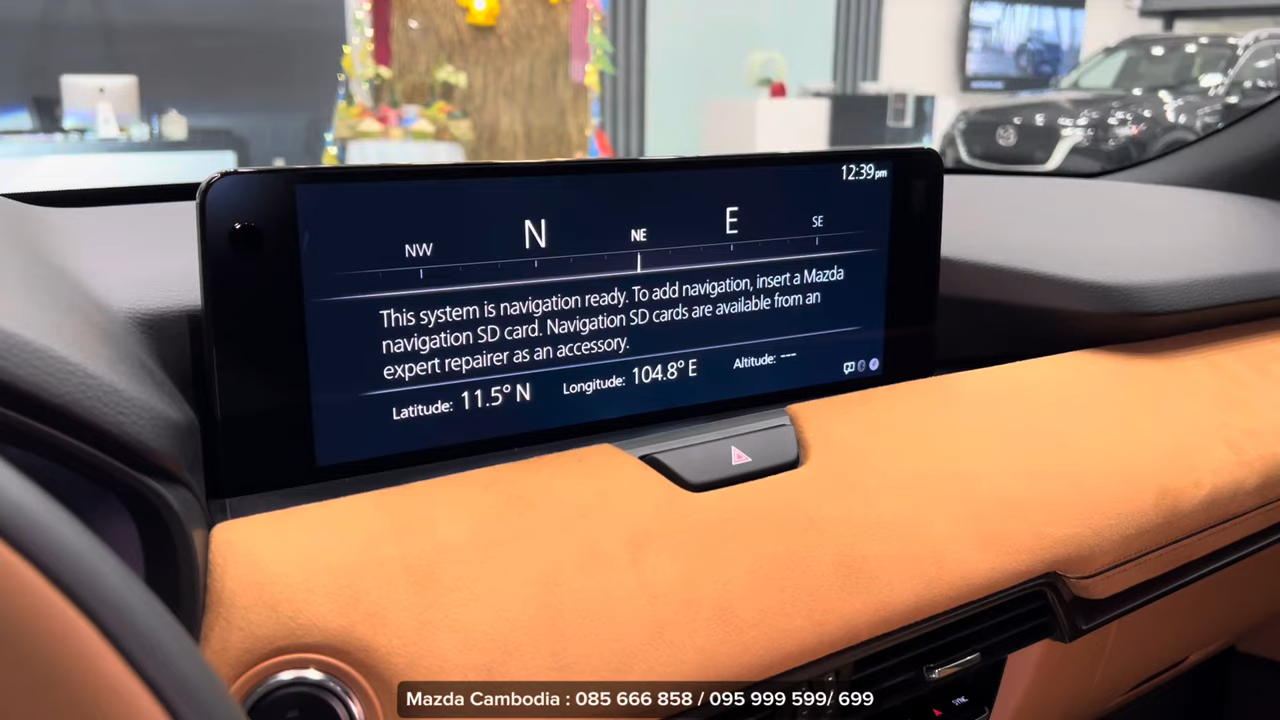 12:39pm
NW N NE E SE
This system is navigation ready. To add navigation, insert a Mazda
navigation SD card. Navigation SD cards are available from an
expert repairer as an accessory.
Latitude: 11.5° N Longitude: 104.8° E Altitude: ---
SYNC
Mazda Cambodia : 085 666 858 / 095 999 599/ 699